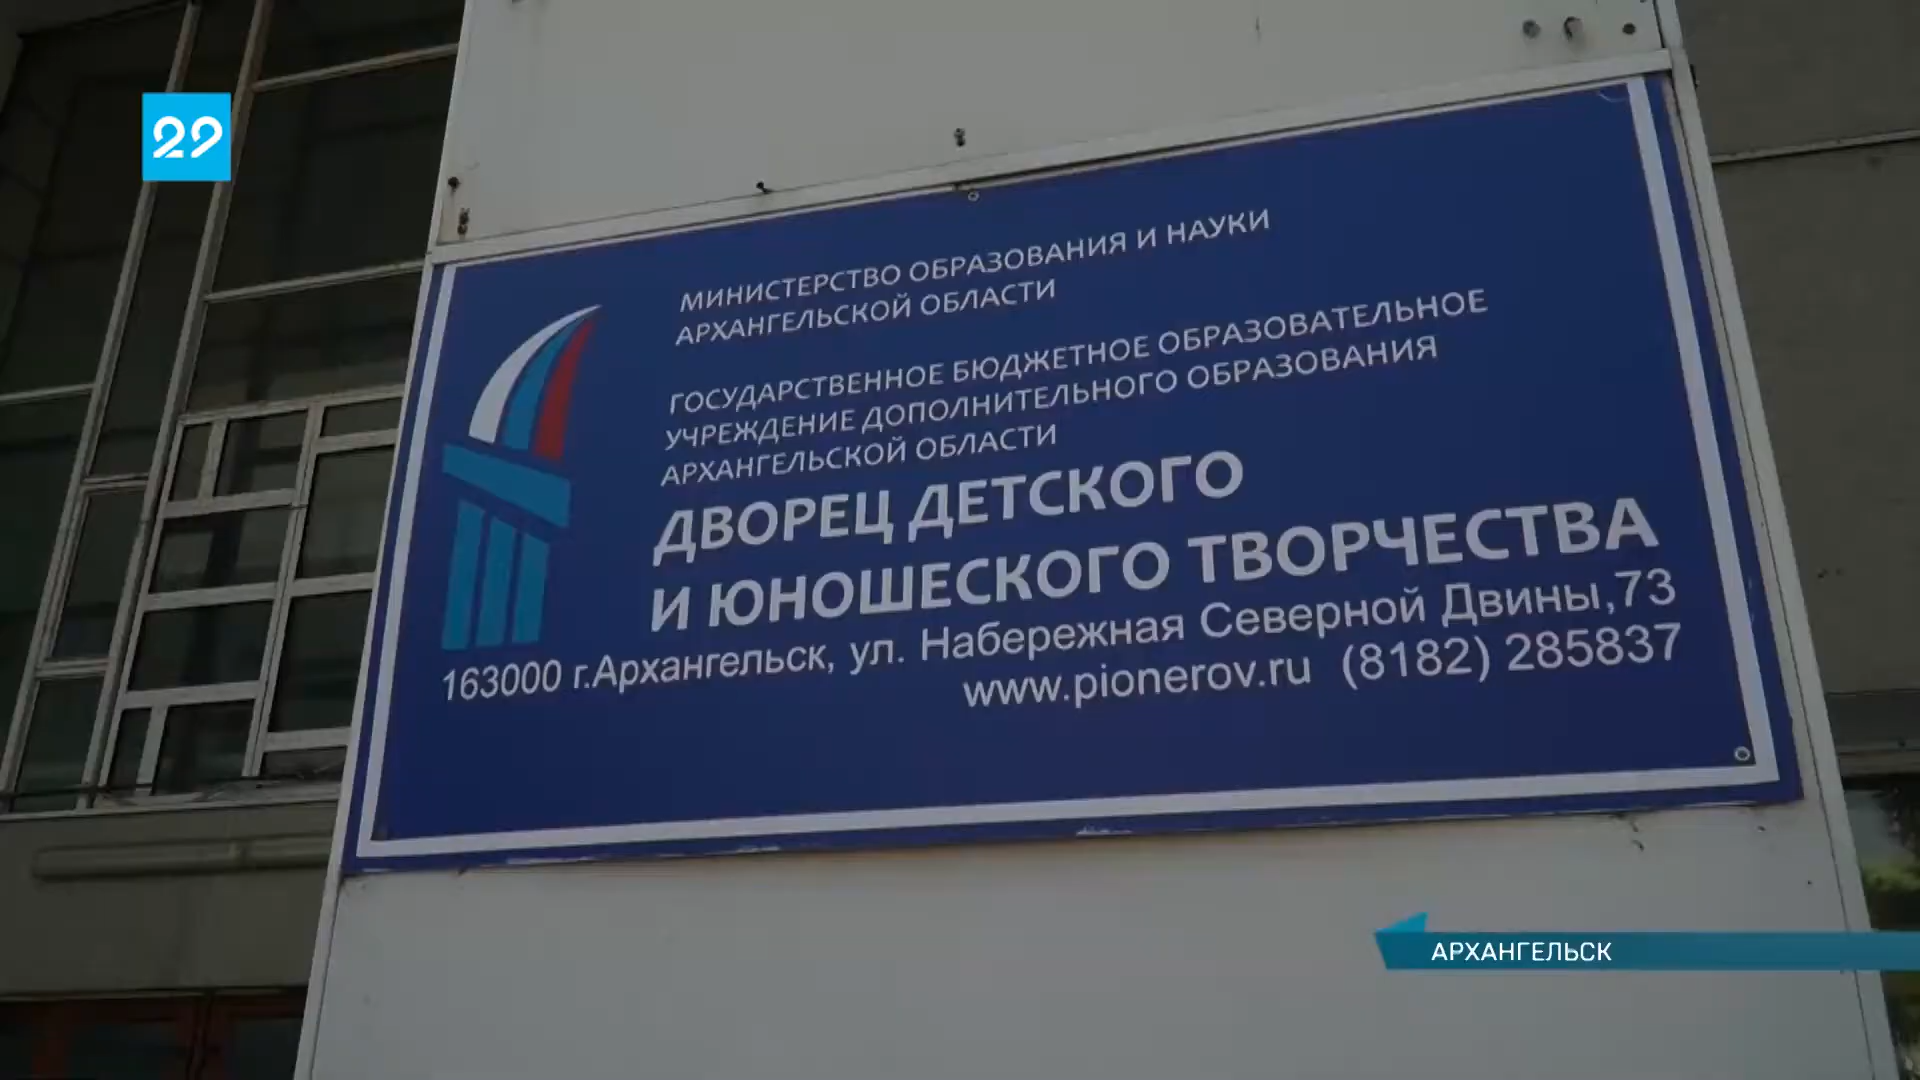 29
МИНИСТЕРСТВО ОБРАЗОВАНИЯ И НАУКИ
АРХАНГЕЛЬСКОЙ ОБЛАСТИ
ГОСУДАРСТВЕННОЕ БЮДЖЕТНОЕ ОБРАЗОВАТЕЛЬНОЕ
УЧРЕЖДЕНИЕ ДОПОЛНИТЕЛЬНОГО ОБРАЗОВАНИЯ
АРХАНГЕЛЬСКОЙ ОБЛАСТИ
ДВОРЕЦ ДЕТСКОГО
И ЮНОШЕСКОГО ТВОРЧЕСТВА
163000 г.Архангельск, ул. Набережная Северной Двины,73
www.pionerov.ru (8182) 285837
АРХАНГЕЛЬСК